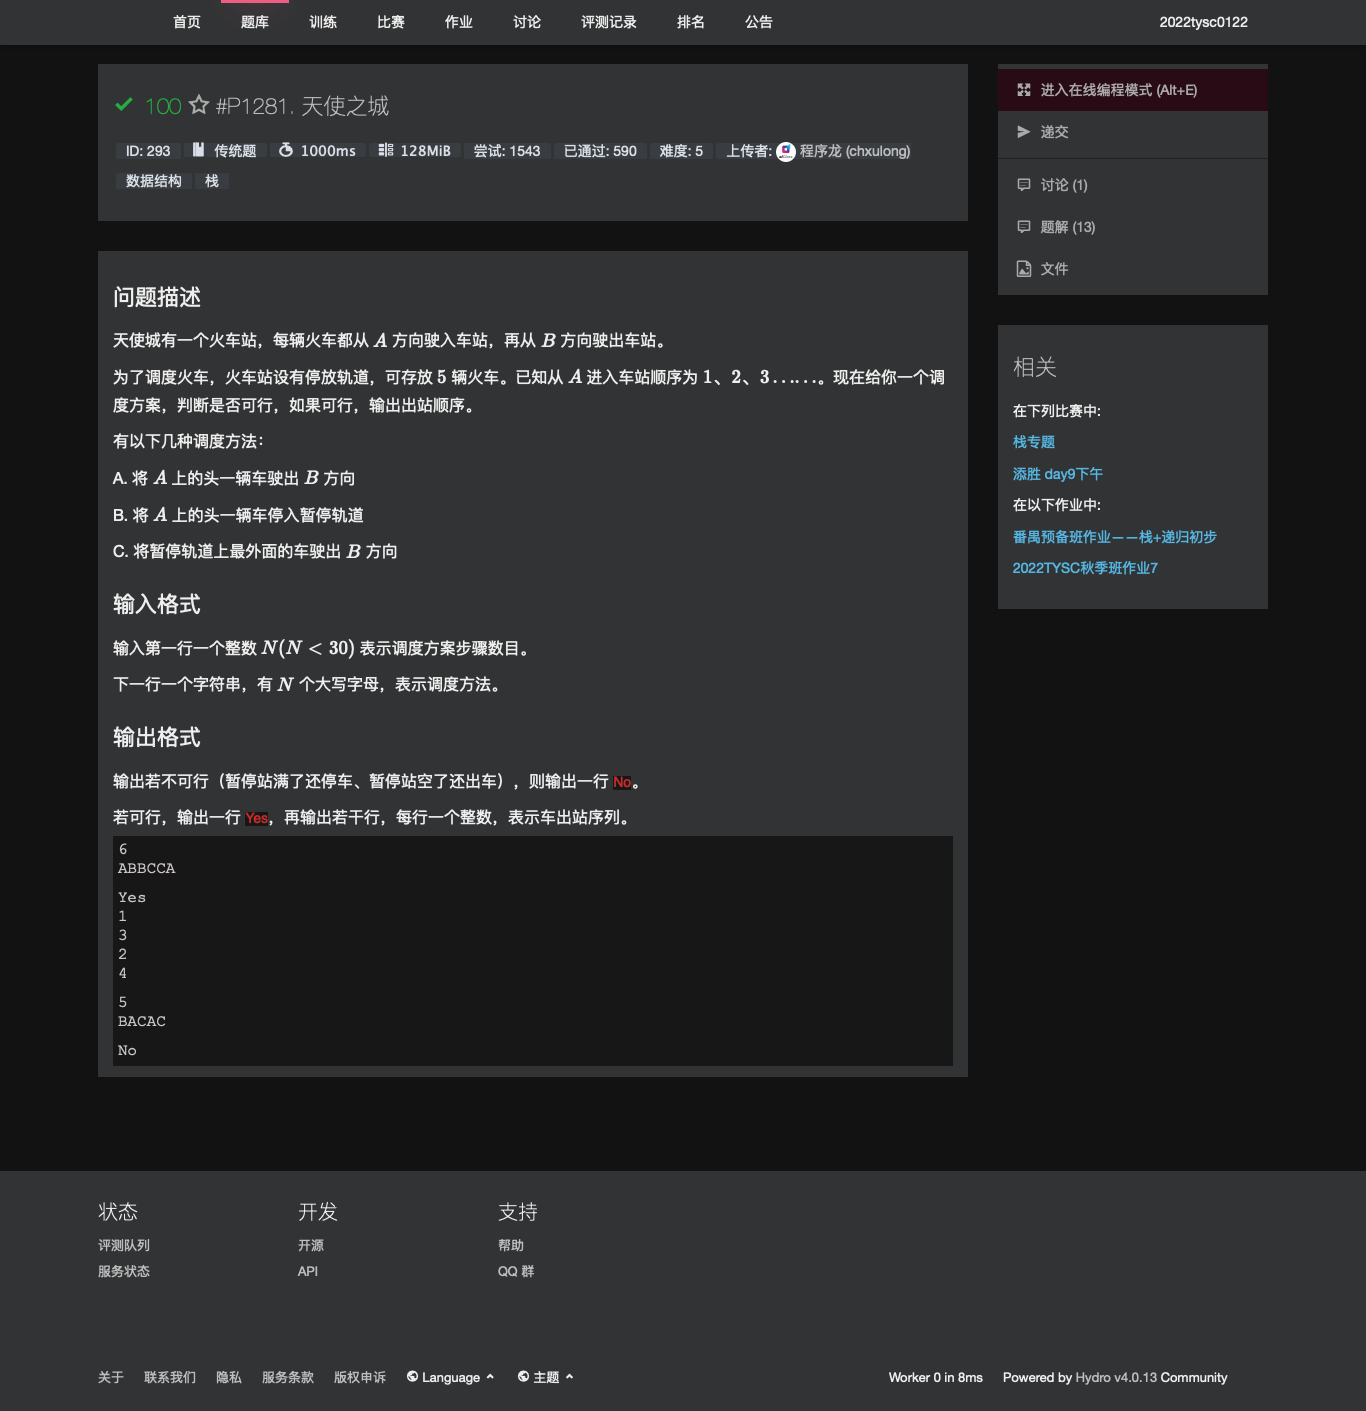 首页 题库 训练 比赛 作业 讨论 评测记录 排名 公告 2022tysc0122
100 #P1281. 天使之城
ID: 293 传统题 1000ms 128MiB 尝试: 1543 已通过: 590 难度: 5 上传者: 程序龙 (chxulong)
数据结构 栈
问题描述
天使城有一个火车站，每辆火车都从 A 方向驶入车站，再从 B 方向驶出车站。
为了调度火车，火车站设有停放轨道，可存放 5 辆火车。已知从 A 进入车站顺序为 1、2、3……。现在给你一个调
度方案，判断是否可行，如果可行，输出出站顺序。
有以下几种调度方法：
A. 将 A 上的头一辆车驶出 B 方向
B. 将 A 上的头一辆车停入暂停轨道
C. 将暂停轨道上最外面的车驶出 B 方向
输入格式
输入第一行一个整数 N(N < 30) 表示调度方案步骤数目。
下一行一个字符串，有 N 个大写字母，表示调度方法。
输出格式
输出若不可行（暂停站满了还停车、暂停站空了还出车），则输出一行 No。
若可行，输出一行 Yes，再输出若干行，每行一个整数，表示车出站序列。
6
ABBCCA
Yes
1
3
2
4
5
BACAC
No
进入在线编程模式 (Alt+E)
递交
讨论 (1)
题解 (13)
文件
相关
在下列比赛中:
栈专题
添胜 day9下午
在以下作业中:
番禺预备班作业——栈+递归初步
2022TYSC秋季班作业7
状态
评测队列
服务状态
开发
开源
API
支持
帮助
QQ 群
关于 联系我们 隐私 服务条款 版权申诉 Language 主题 Worker 0 in 8ms Powered by Hydro v4.0.13 Community